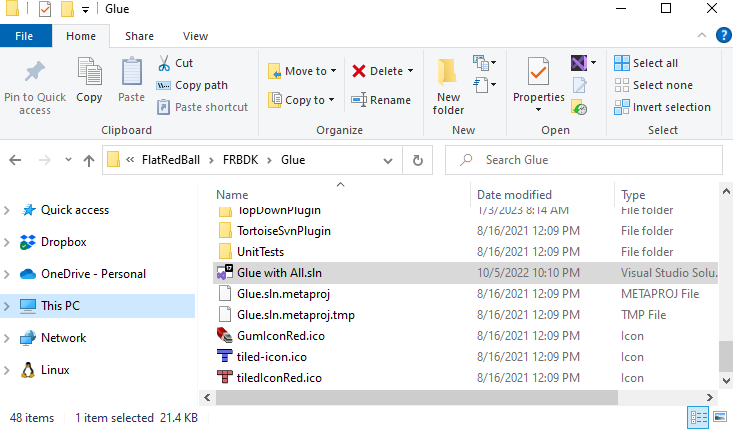 Glue
File Home Share View
Pin to Quick access
Copy
Paste
Cut
Copy path
Paste shortcut
Clipboard
Move to
Copy to
Delete
Rename
Organize
New folder
New
Properties
Open
Select all
Select none
Invert selection
Select
« FlatRedBall > FRBDK > Glue
Search Glue
Name Date modified Type
Quick access
Dropbox
OneDrive - Personal
This PC
Network
Linux
TopDownPlugin 1/3/2023 8:14 AM File folder
TortoiseSvnPlugin 8/16/2021 12:09 PM File folder
UnitTests 8/16/2021 12:09 PM File folder
Glue with All.sln 10/5/2022 10:10 PM Visual Studio Solu...
Glue.sln.metaproj 8/16/2021 12:09 PM METAPROJ File
Glue.sln.metaproj.tmp 8/16/2021 12:09 PM TMP File
GumIconRed.ico 8/16/2021 12:09 PM Icon
tiled-icon.ico 8/16/2021 12:09 PM Icon
tiledIconRed.ico 8/16/2021 12:09 PM Icon
48 items 1 item selected 21.4 KB